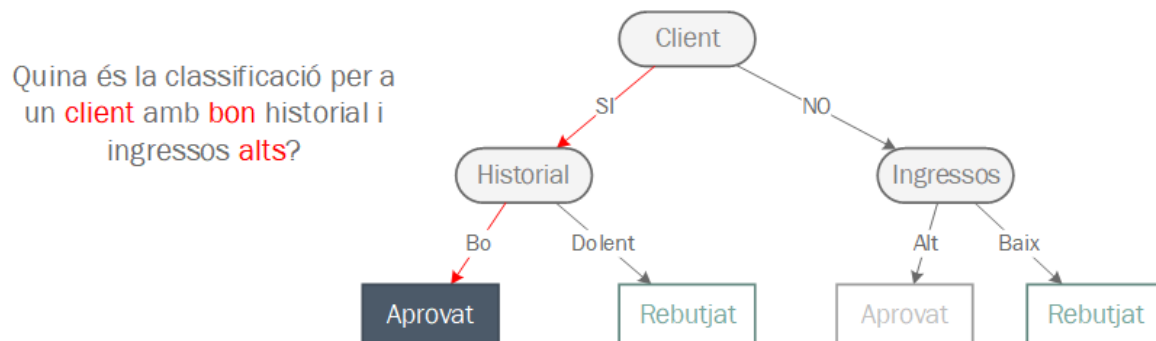 Quina és la classificació per a
un client amb bon historial i
ingressos alts?
Client
SI
NO
Historial
Ingressos
Bo
Dolent
Alt
Baix
Aprovat
Rebutjat
Aprovat
Rebutjat